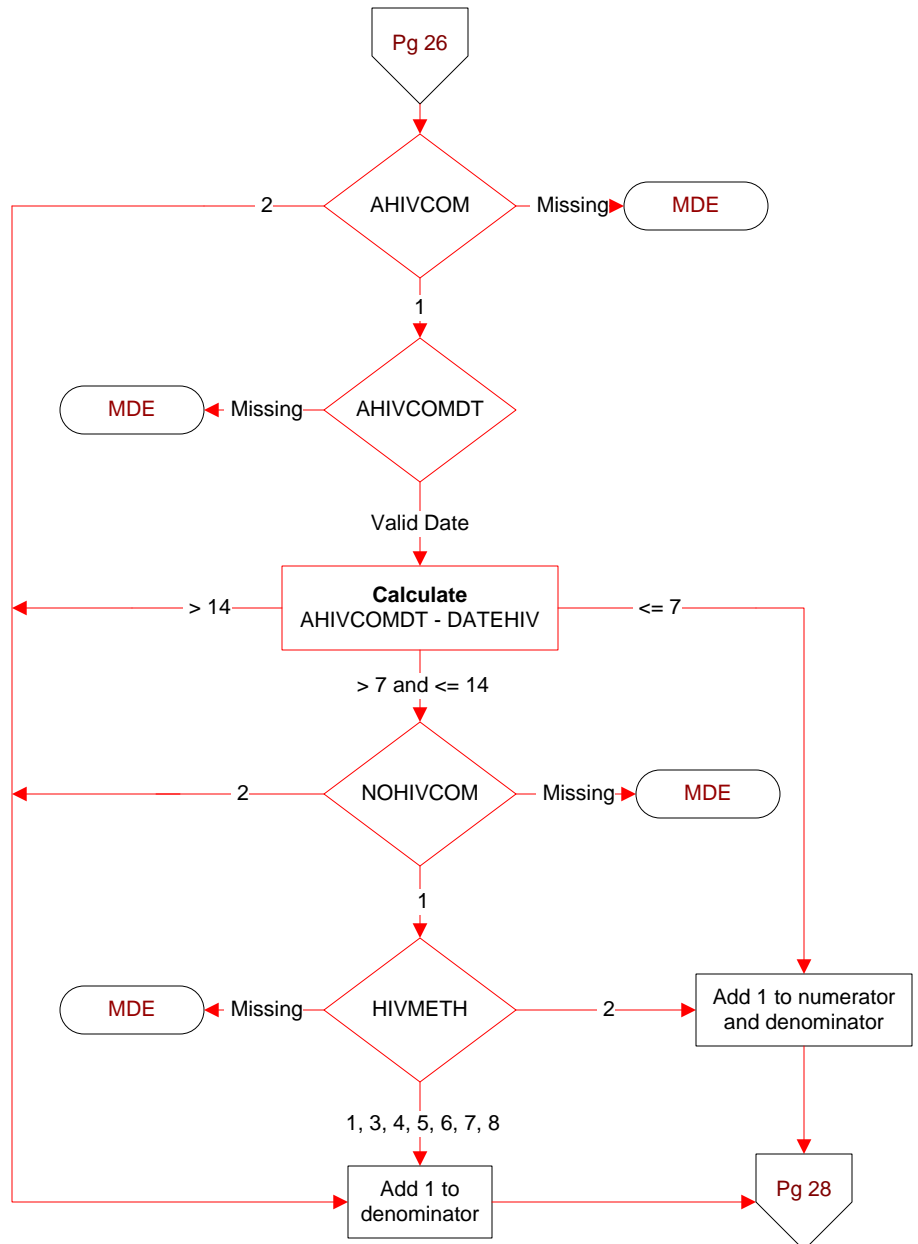 Pg 26
2
AHIVCOM
Missing
MDE
1
MDE
Missing
AHIVCOMDT
Valid Date
> 14
Calculate
AHIVCOMDT - DATEHIV
<= 7
> 7 and <= 14
2
NOHIVCOM
Missing
MDE
1
MDE
Missing
HIVMETH
2
Add 1 to numerator
and denominator
1, 3, 4, 5, 6, 7, 8
Add 1 to
denominator
Pg 28